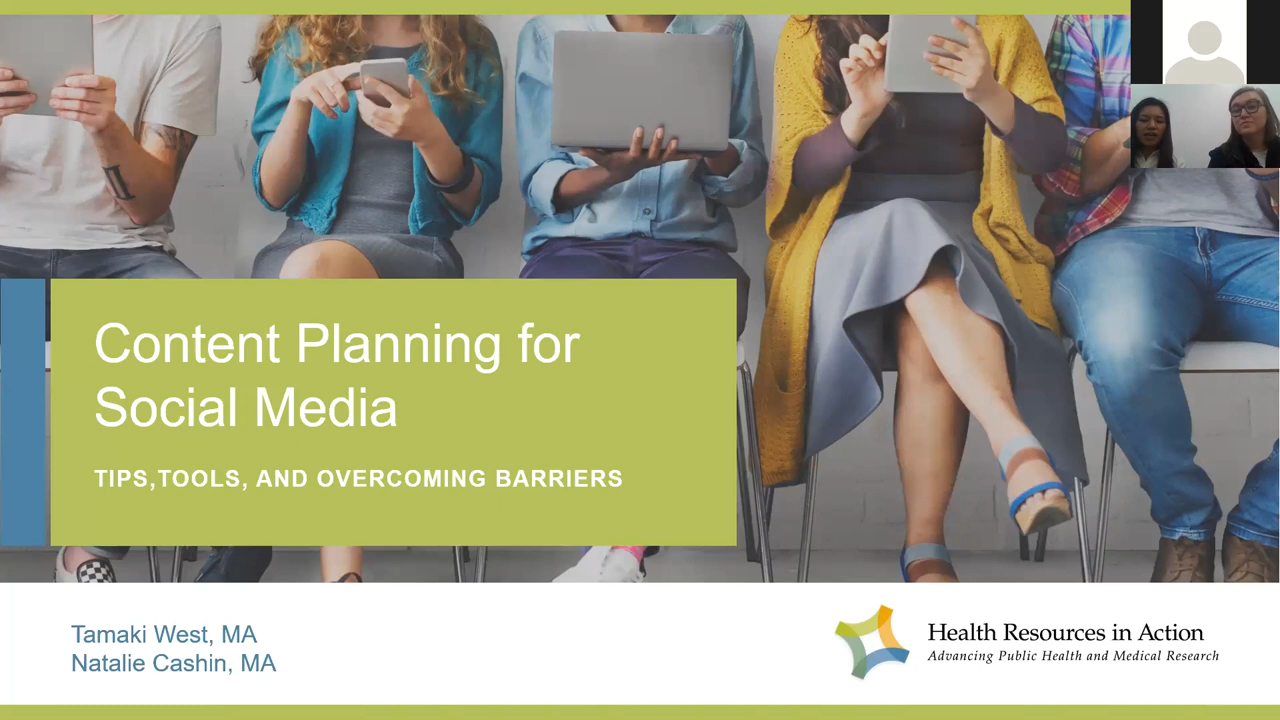 Content Planning for
Social Media
TIPS,TOOLS, AND OVERCOMING BARRIERS
Tamaki West, MA
Natalie Cashin, MA
Health Resources in Action
Advancing Public Health and Medical Research